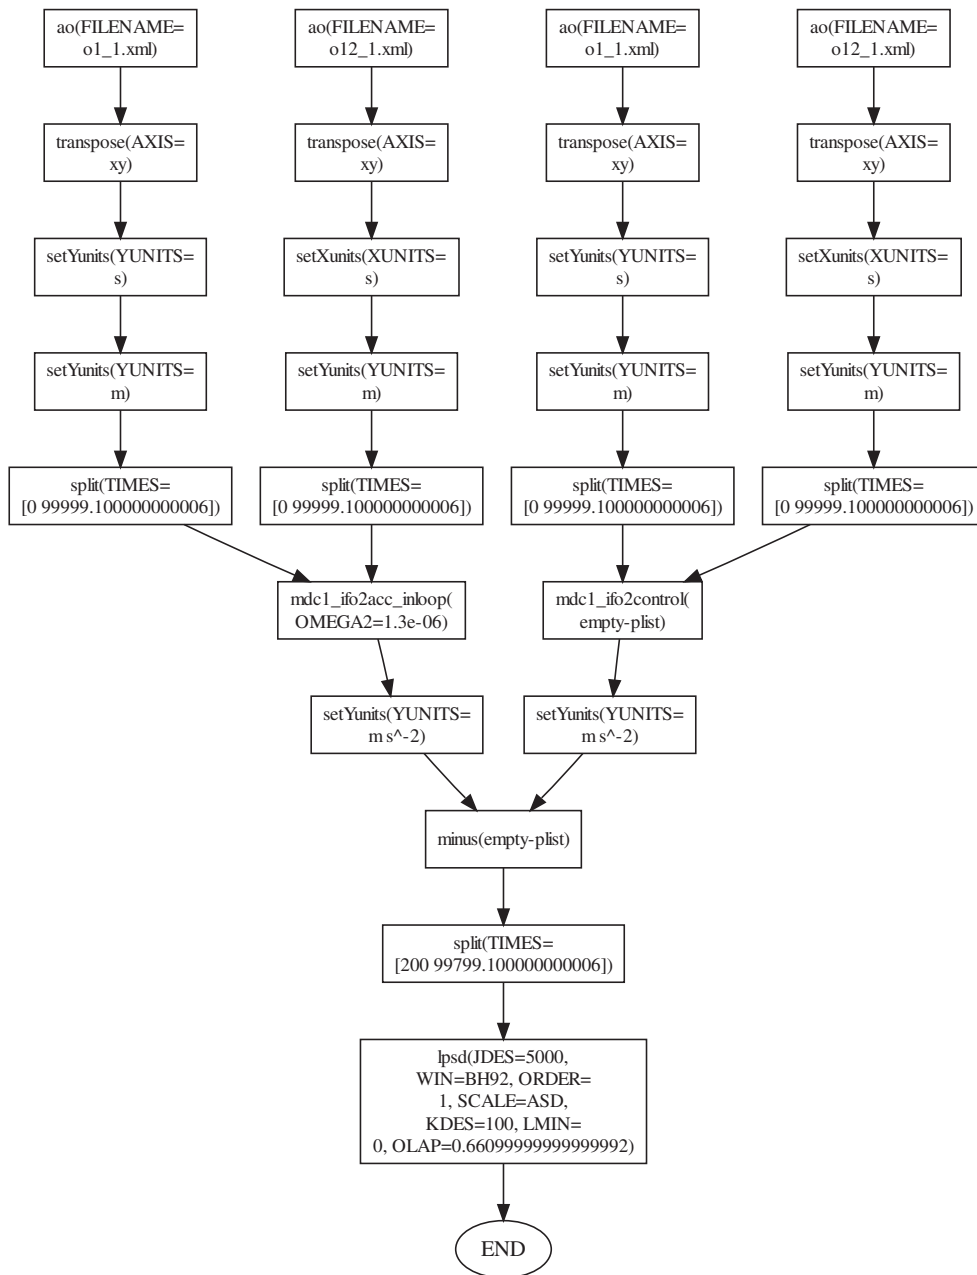 ao(FILENAME=
o1_1.xml)
ao(FILENAME=
o12_1.xml)
ao(FILENAME=
o1_1.xml)
ao(FILENAME=
o12_1.xml)
transpose(AXIS=
xy)
transpose(AXIS=
xy)
transpose(AXIS=
xy)
transpose(AXIS=
xy)
setYunits(YUNITS=
s)
setXunits(XUNITS=
s)
setYunits(YUNITS=
s)
setXunits(XUNITS=
s)
setYunits(YUNITS=
m)
setYunits(YUNITS=
m)
setYunits(YUNITS=
m)
setYunits(YUNITS=
m)
split(TIMES=
[0 99999.100000000006])
split(TIMES=
[0 99999.100000000006])
split(TIMES=
[0 99999.100000000006])
split(TIMES=
[0 99999.100000000006])
mdc1_ifo2acc_inloop(
OMEGA2=1.3e-06)
mdc1_ifo2control(
empty-plist)
setYunits(YUNITS=
m s^-2)
setYunits(YUNITS=
m s^-2)
minus(empty-plist)
split(TIMES=
[200 99799.100000000006])
lpsd(JDES=5000,
WIN=BH92, ORDER=
1, SCALE=ASD,
KDES=100, LMIN=
0, OLAP=0.66099999999999992)
END